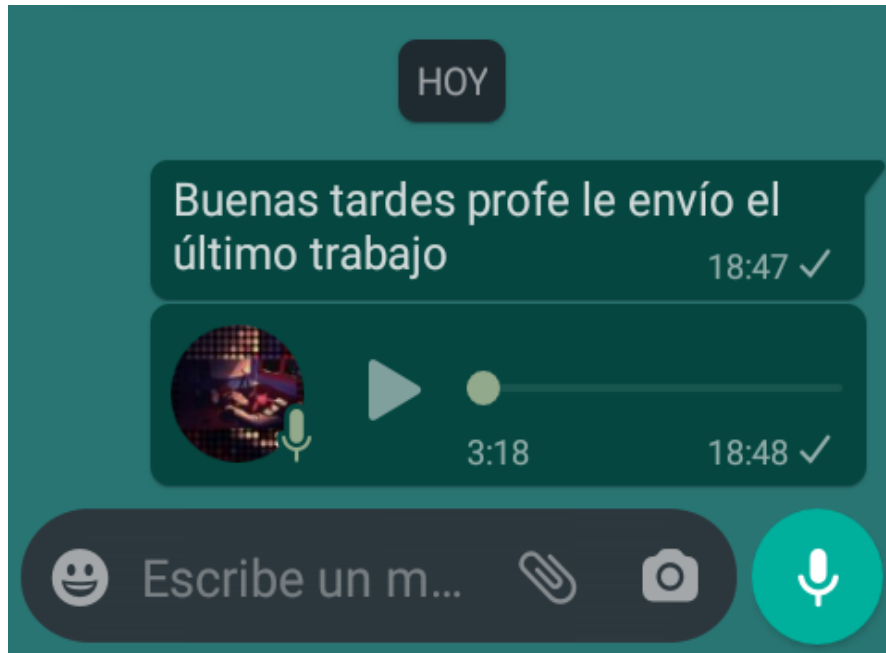 HOY
Buenas tardes profe le envío el
último trabajo
18:47
3:18
18:48
Escribe un m...